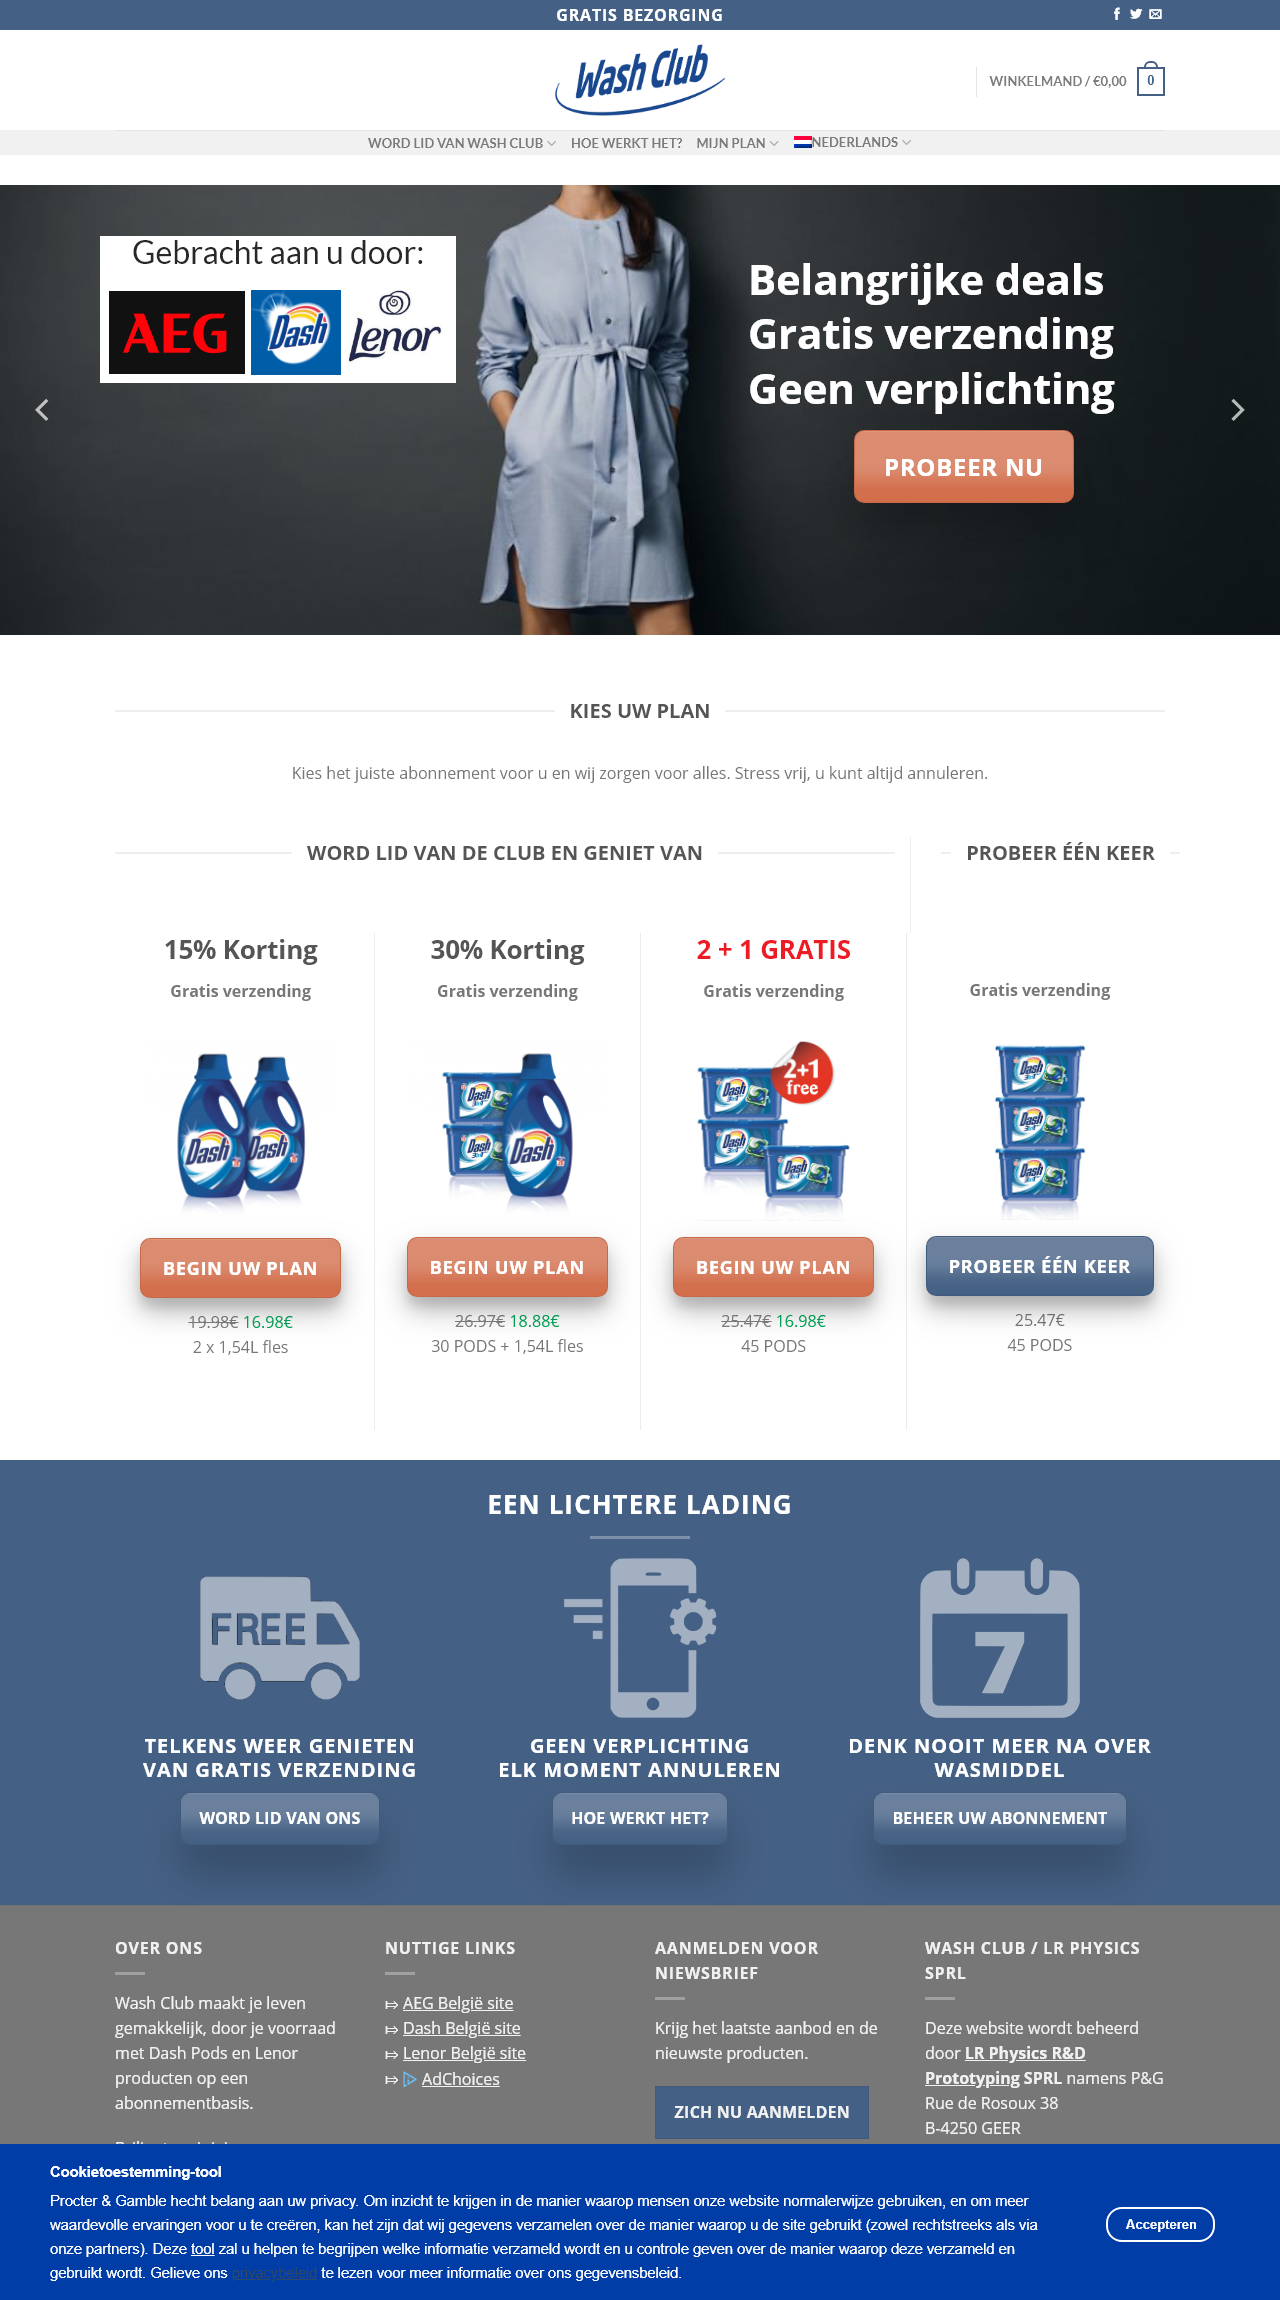 GRATIS BEZORGING
Wash Club
WINKELMAND / €0,00
0
WORD LID VAN WASH CLUB
HOE WERKT HET?
MIJN PLAN
NEDERLANDS
Gebracht aan u door:
AEG
Dash
Lenor
Belangrijke deals
Gratis verzending
Geen verplichting
PROBEER NU
KIES UW PLAN
Kies het juiste abonnement voor u en wij zorgen voor alles. Stress vrij, u kunt altijd annuleren.
WORD LID VAN DE CLUB EN GENIET VAN
PROBEER ÉÉN KEER
15% Korting
Gratis verzending
Dash
Dash
BEGIN UW PLAN
19.98€ 16.98€
2 x 1,54L fles
30% Korting
Gratis verzending
Dash
Dash
Dash
BEGIN UW PLAN
26.97€ 18.88€
30 PODS + 1,54L fles
2 + 1 GRATIS
Gratis verzending
2+1
free
Dash
Dash
Dash
BEGIN UW PLAN
25.47€ 16.98€
45 PODS
Gratis verzending
Dash
Dash
Dash
PROBEER ÉÉN KEER
25.47€
45 PODS
EEN LICHTERE LADING
FREE
7
TELKENS WEER GENIETEN
VAN GRATIS VERZENDING
WORD LID VAN ONS
GEEN VERPLICHTING
ELK MOMENT ANNULEREN
HOE WERKT HET?
DENK NOOIT MEER NA OVER
WASMIDDEL
BEHEER UW ABONNEMENT
OVER ONS
Wash Club maakt je leven
gemakkelijk, door je voorraad
met Dash Pods en Lenor
producten op een
abonnementbasis.
NUTTIGE LINKS
⤇ AEG België site
⤇ Dash België site
⤇ Lenor België site
⤇ AdChoices
AANMELDEN VOOR
NIEWSBRIEF
Krijg het laatste aanbod en de
nieuwste producten.
ZICH NU AANMELDEN
WASH CLUB / LR PHYSICS
SPRL
Deze website wordt beheerd
door LR Physics R&D
Prototyping SPRL namens P&G
Rue de Rosoux 38
B-4250 GEER
Cookietoestemming-tool
Procter & Gamble hecht belang aan uw privacy. Om inzicht te krijgen in de manier waarop mensen onze website normalerwijze gebruiken, en om meer
waardevolle ervaringen voor u te creëren, kan het zijn dat wij gegevens verzamelen over de manier waarop u de site gebruikt (zowel rechtstreeks als via
onze partners). Deze tool zal u helpen te begrijpen welke informatie verzameld wordt en u controle geven over de manier waarop deze verzameld en
gebruikt wordt. Gelieve ons privacybeleid te lezen voor meer informatie over ons gegevensbeleid.
Accepteren